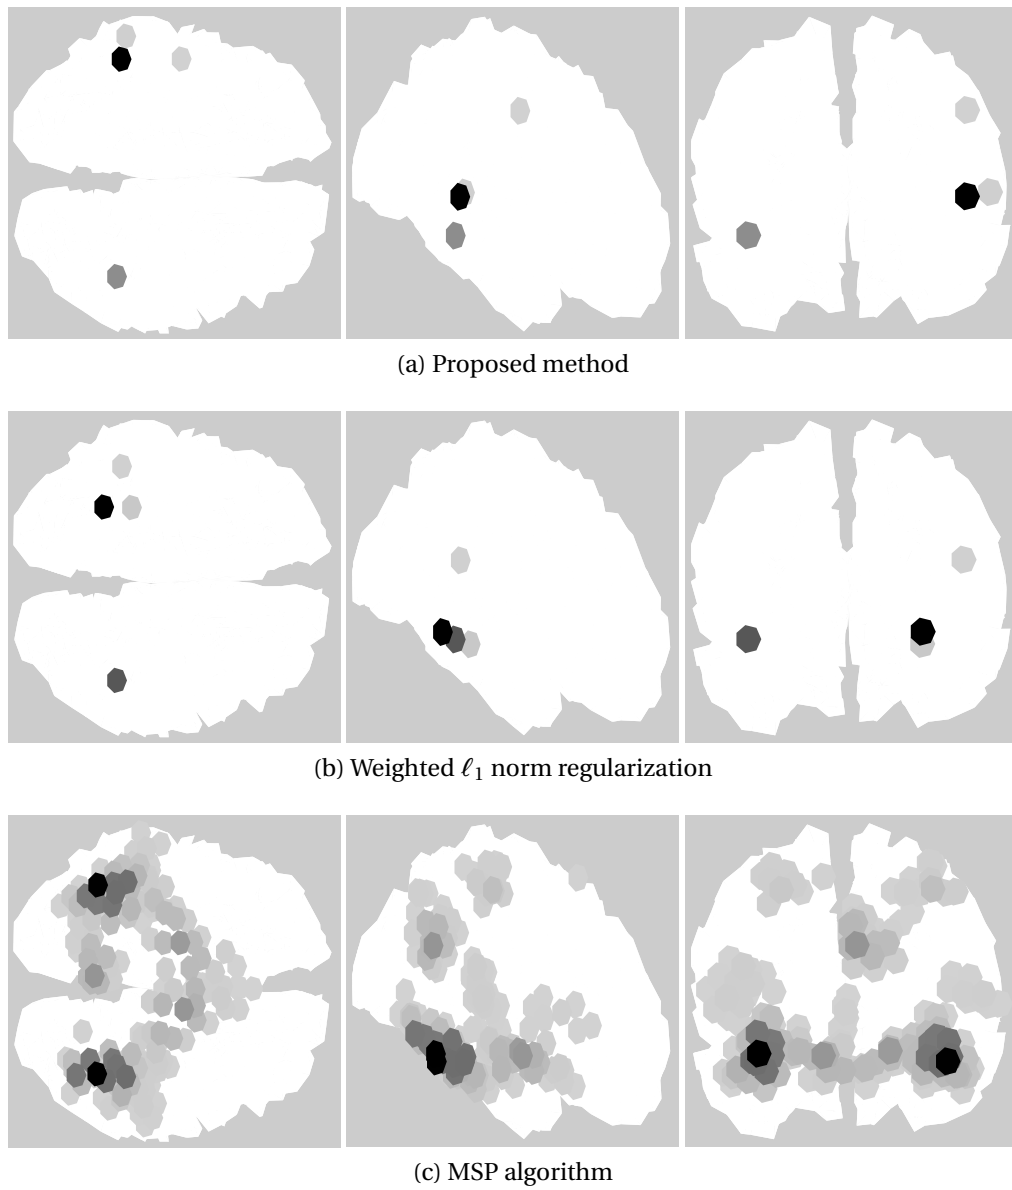 (a) Proposed method
(b) Weighted ℓ₁ norm regularization
(c) MSP algorithm